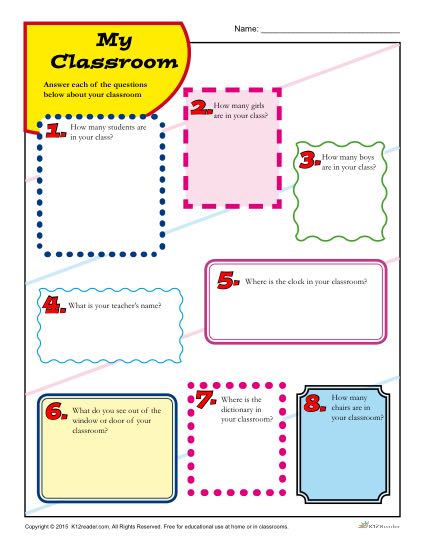 Name:
My
Classroom
Answer each of the questions
below about your classroom
1. How many students are
in your class?
2. How many girls
are in your class?
3. How many boys
are in your class?
4. What is your teacher's name?
5. Where is the clock in your classroom?
6. What do you see out of the
window or door of your
classroom?
7. Where is the
dictionary in
your classroom?
8. How many
chairs are in
your classroom?
Copyright © 2015 K12reader.com. All Rights Reserved. Free for educational use at home or in classrooms.
K12Reader